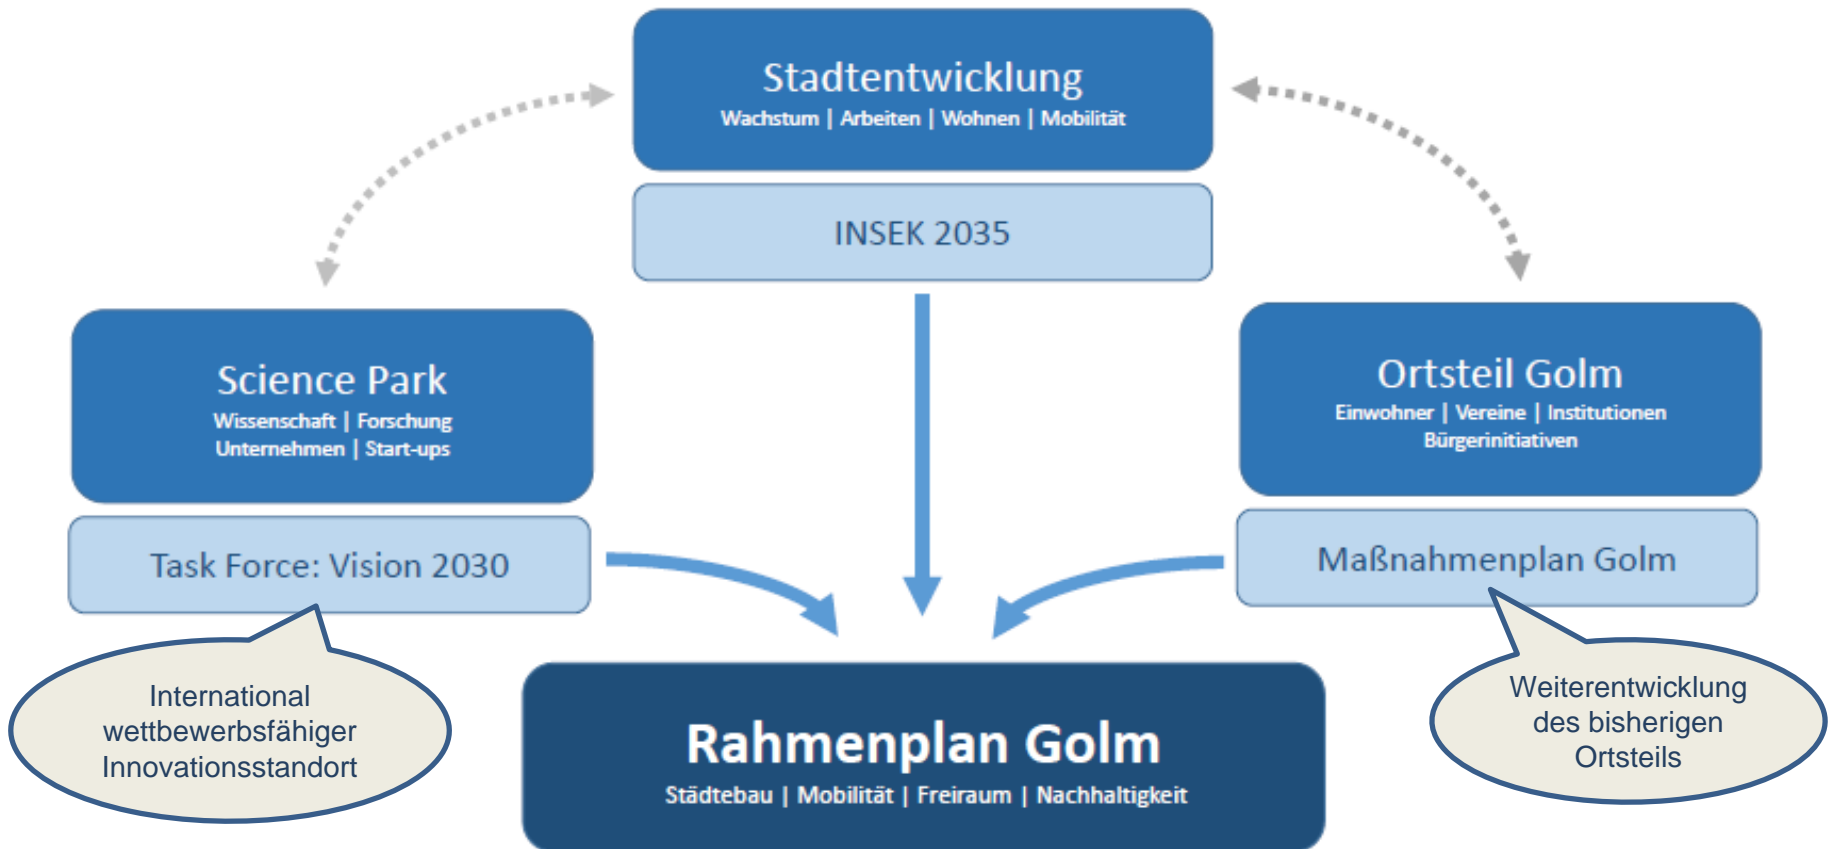 Stadtentwicklung
Wachstum | Arbeiten | Wohnen | Mobilität
INSEK 2035
Science Park
Wissenschaft | Forschung
Unternehmen | Start-ups
Task Force: Vision 2030
International
wettbewerbsfähiger
Innovationsstandort
Ortsteil Golm
Einwohner | Vereine | Institutionen
Bürgerinitiativen
Maßnahmenplan Golm
Weiterentwicklung
des bisherigen
Ortsteils
Rahmenplan Golm
Städtebau | Mobilität | Freiraum | Nachhaltigkeit